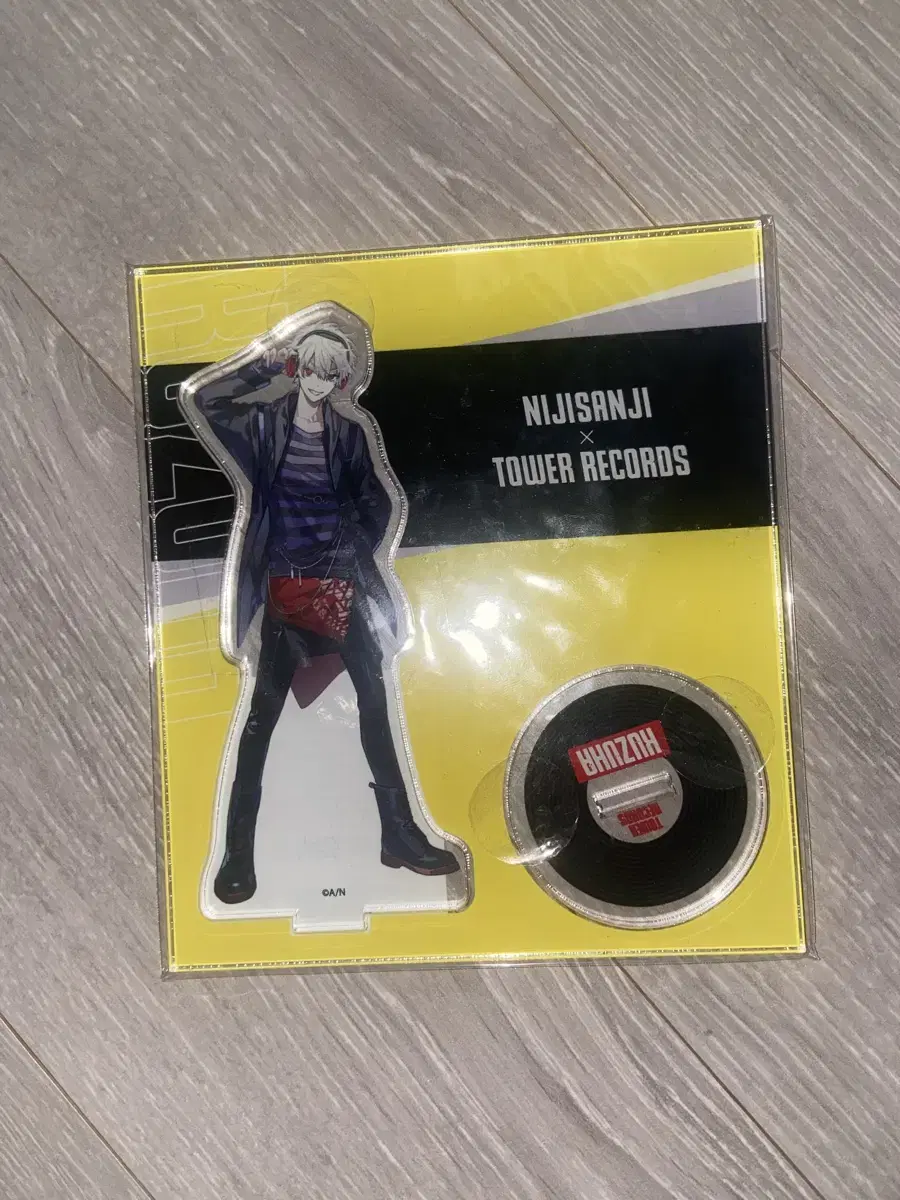 NIJISANJI
×
TOWER RECORDS
TOWER
RECORDS
KUZUHA
©A/N